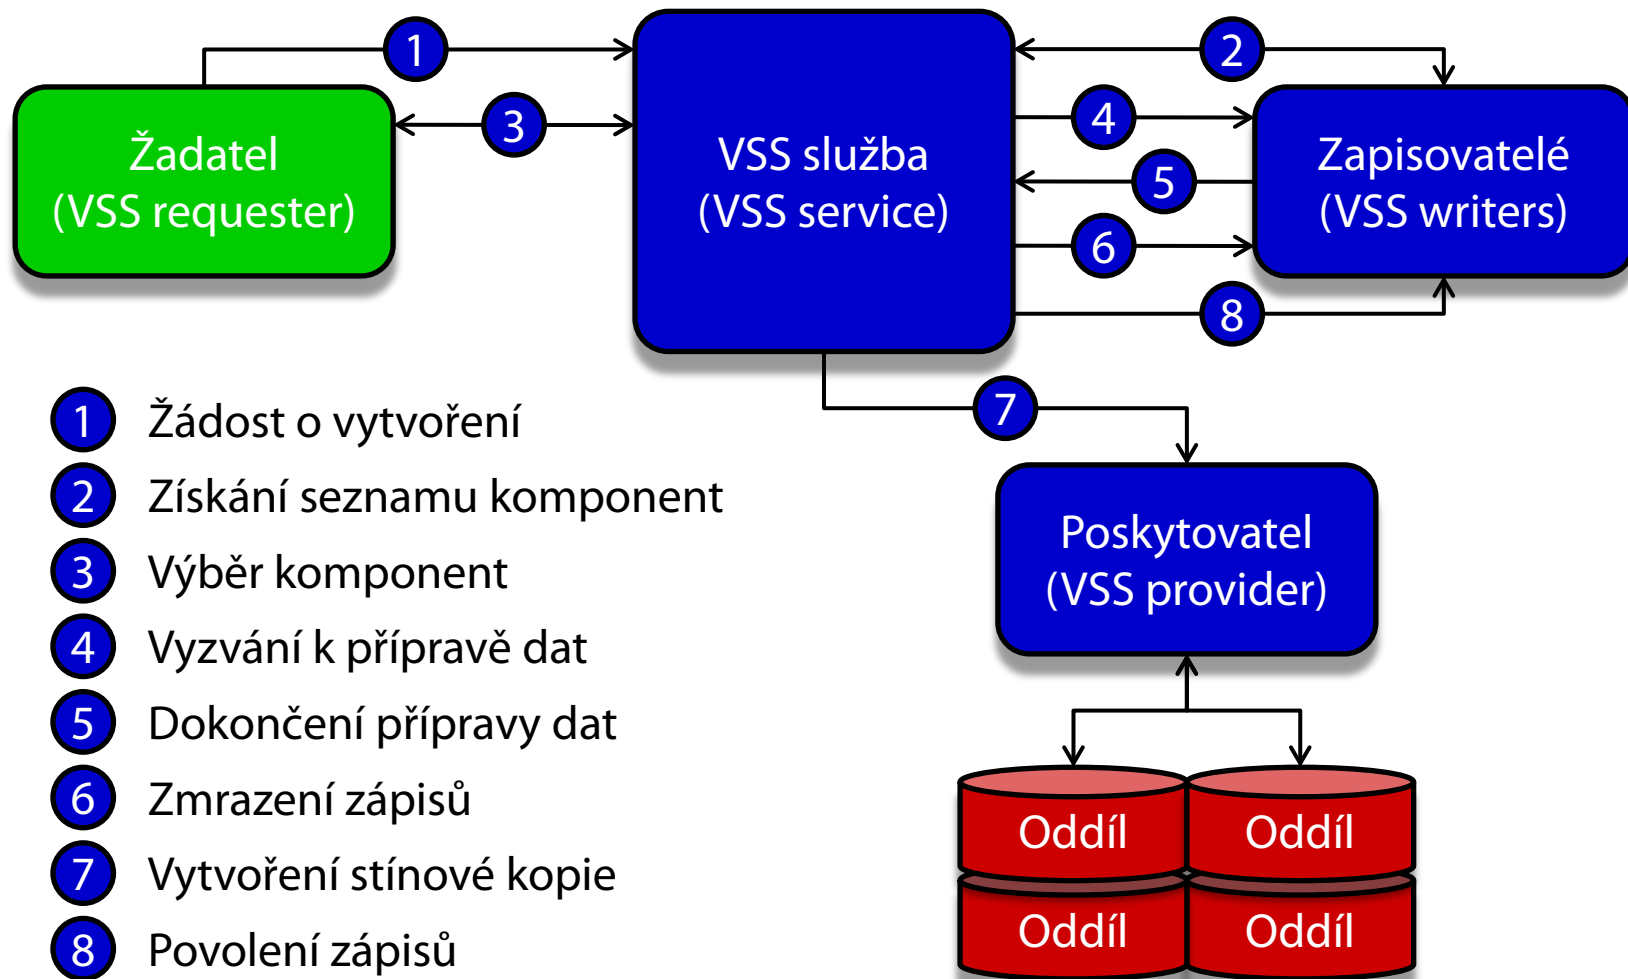 1
2
Žadatel
(VSS requester)
3
VSS služba
(VSS service)
4
5
6
8
Zapisovatelé
(VSS writers)
7
1 Žádost o vytvoření
2 Získání seznamu komponent
3 Výběr komponent
4 Vyzvání k přípravě dat
5 Dokončení přípravy dat
6 Zmrazení zápisů
7 Vytvoření stínové kopie
8 Povolení zápisů
Poskytovatel
(VSS provider)
Oddíl Oddíl
Oddíl Oddíl